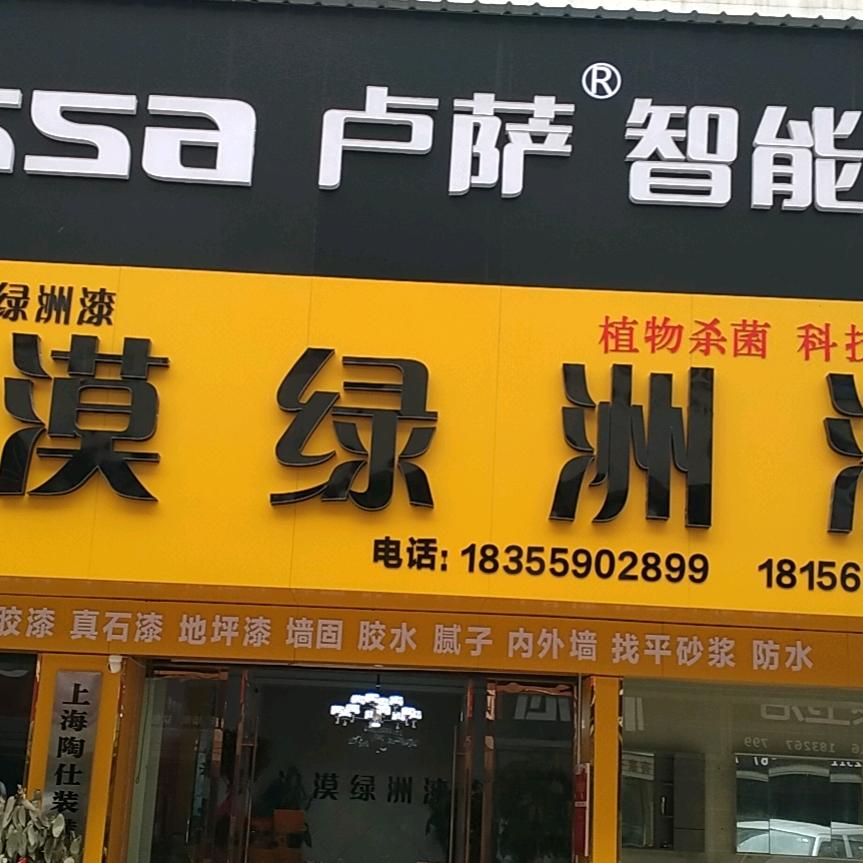 ssa 卢萨® 智能
绿洲漆
植物杀菌 科技
漠 绿 洲
电话: 18355902899 18156
胶漆 真石漆 地坪漆 墙固 胶水 腻子 内外墙 找平砂浆 防水
上海陶仕装
漠绿洲漆